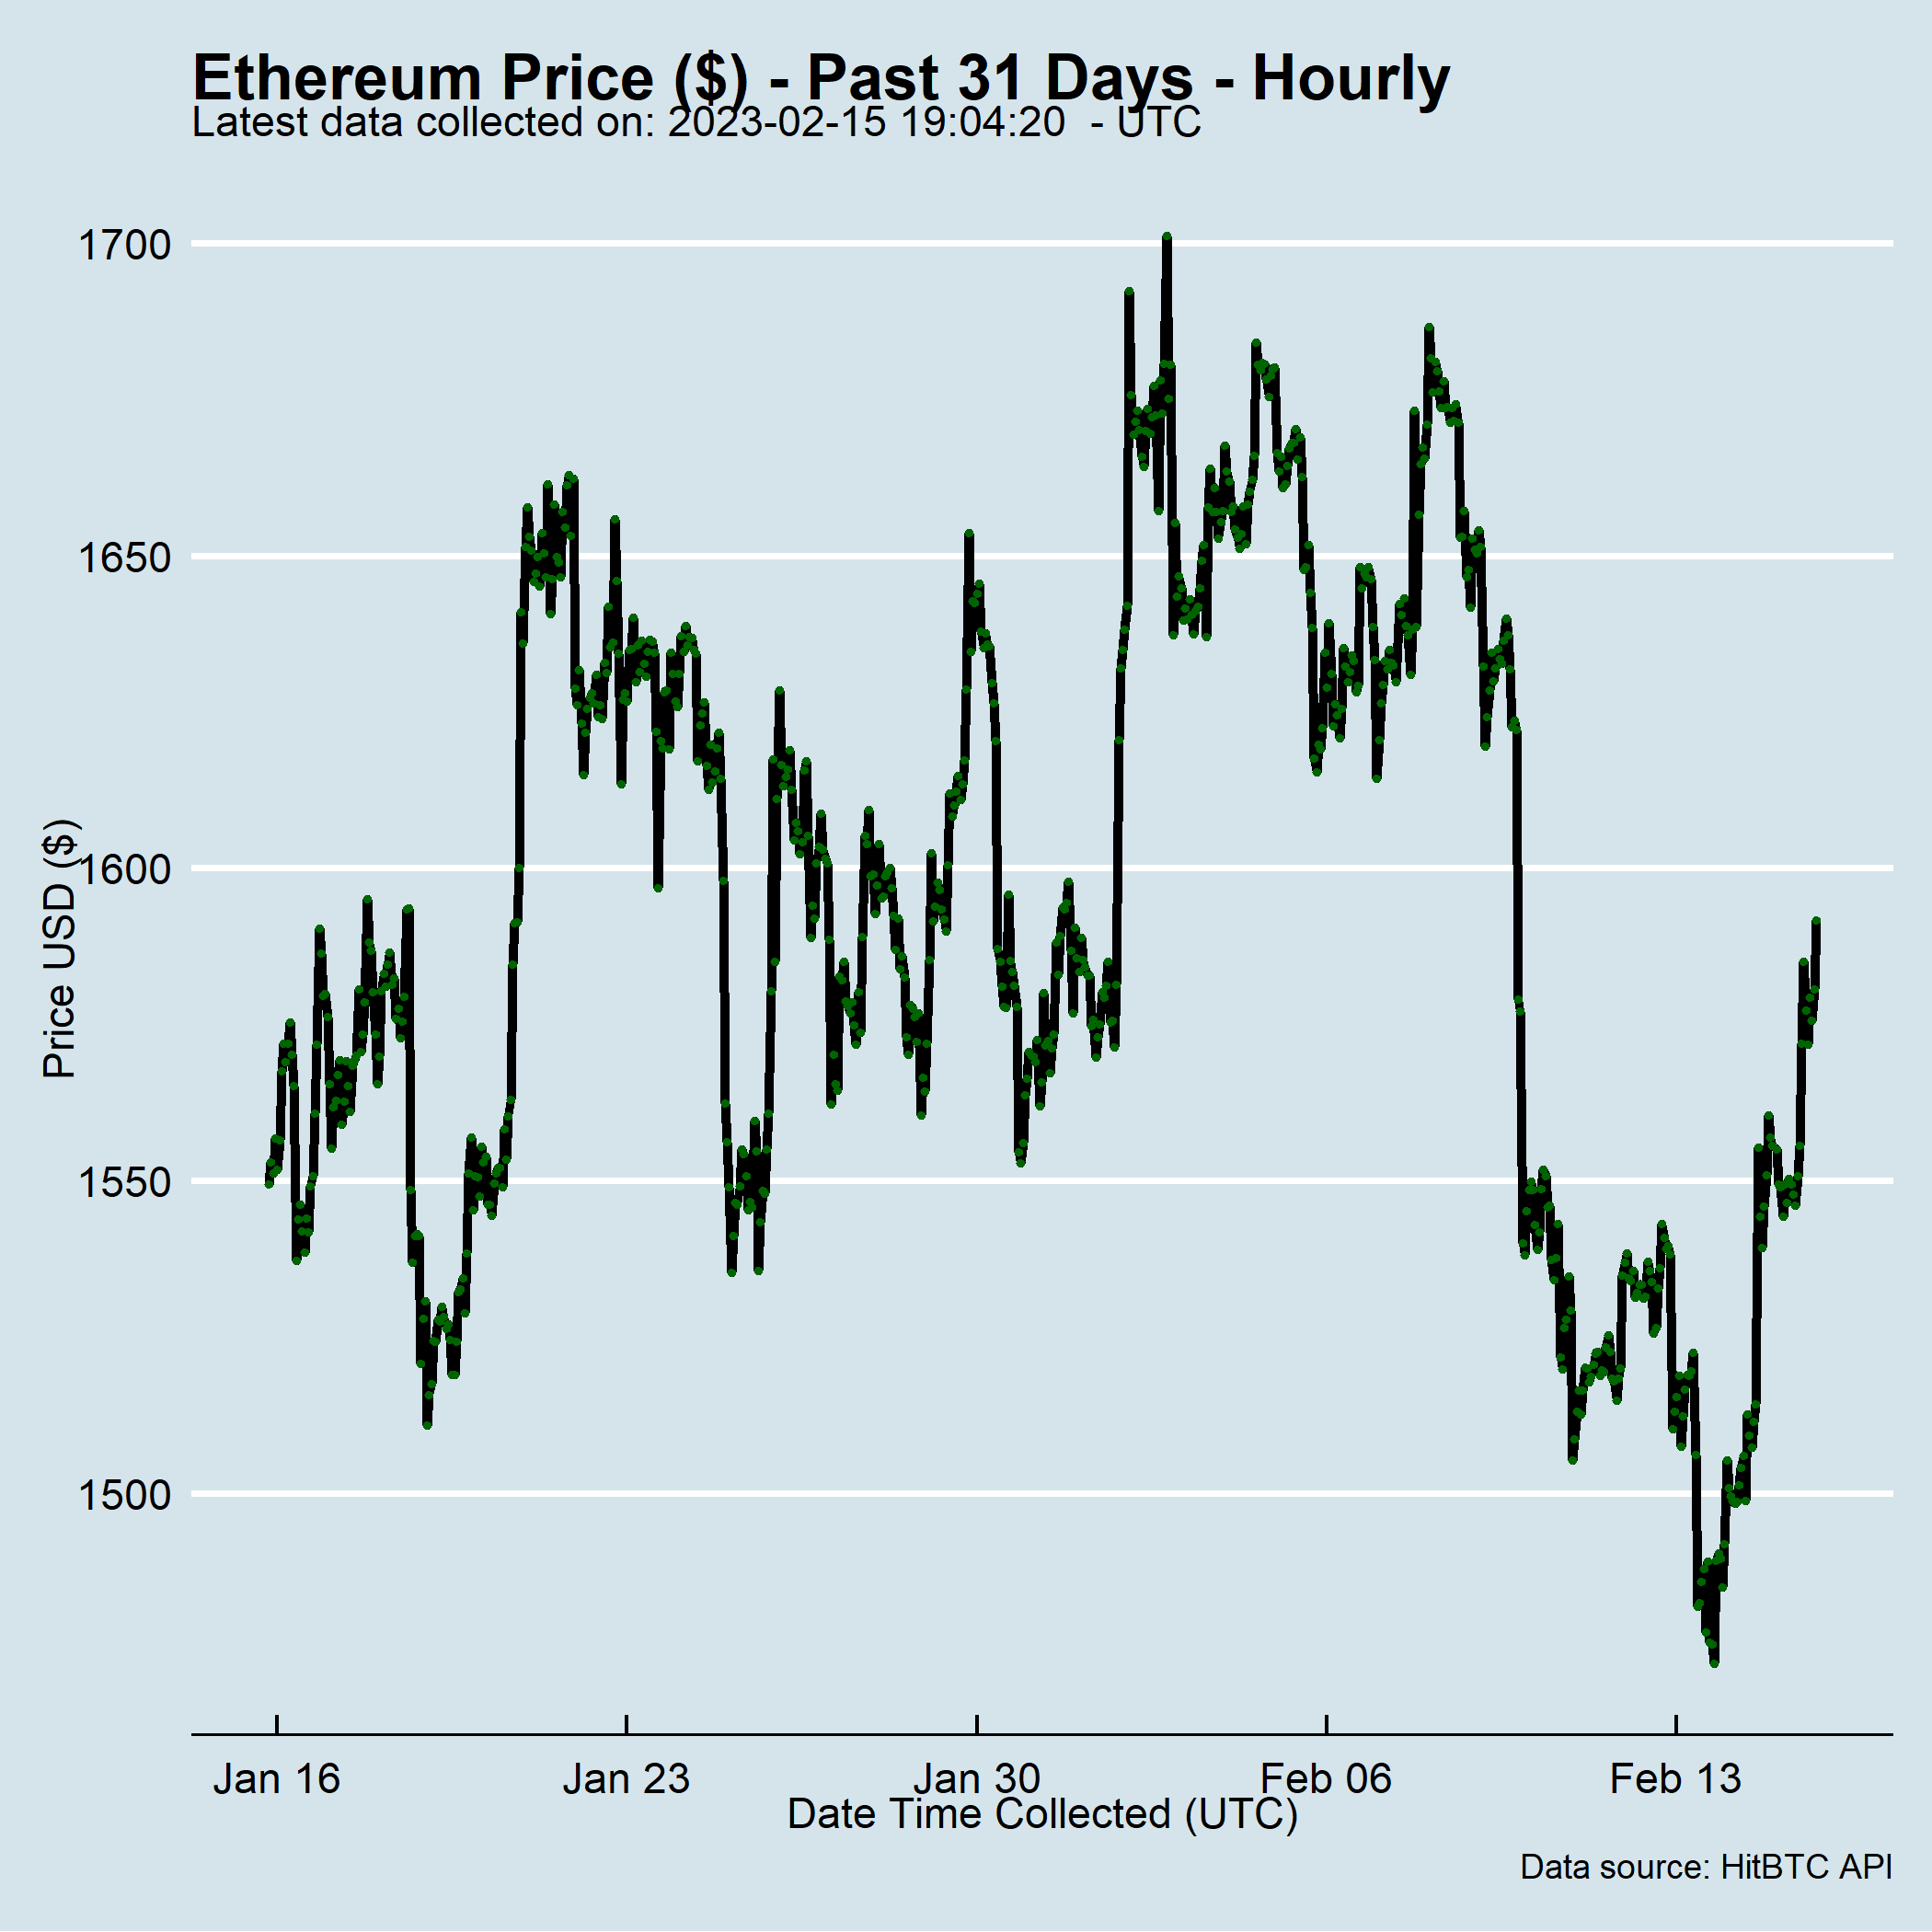 Ethereum Price ($) - Past 31 Days - Hourly
Latest data collected on: 2023-02-15 19:04:20  - UTC
1700
1650
1600
1550
1500
Price USD ($)
Jan 16 Jan 23 Jan 30 Feb 06 Feb 13
Date Time Collected (UTC)
Data source: HitBTC API